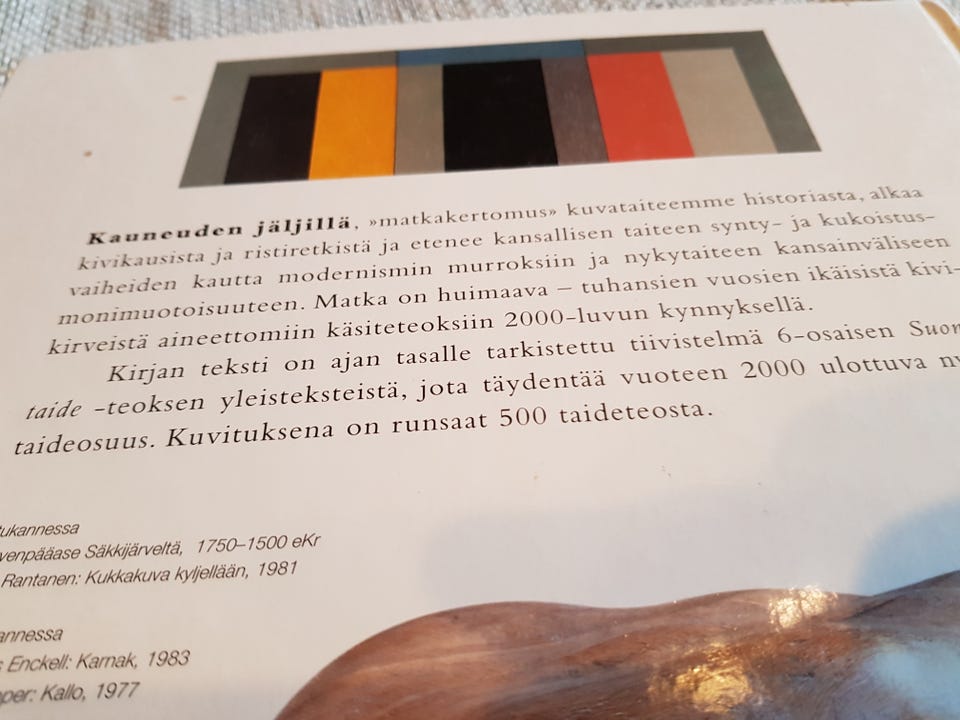 Kauneuden jäljillä, »matkakertomus» kuvataiteemme historiasta, alkaa
kivikausista ja ristiretkistä ja etenee kansallisen taiteen synty- ja kukoistus-
vaiheiden kautta modernismin murroksiin ja nykytaiteen kansainväliseen
monimuotoisuuteen. Matka on huimaava – tuhansien vuosien ikäisistä kivi-
kirveistä aineettomiin käsiteteoksiin 2000-luvun kynnyksellä.
Kirjan teksti on ajan tasalle tarkistettu tiivistelmä 6-osaisen
taide -teoksen yleisteksteistä, jota täydentää vuoteen 2000 ulottuva
taideosuus. Kuvituksena on runsaat 500 taideteosta.
Säkkijärveltä, 1750–1500 eKr
Rantanen: Kukkakuva kyljellään, 1981
Enckell: Karnak, 1983
Kallo, 1977